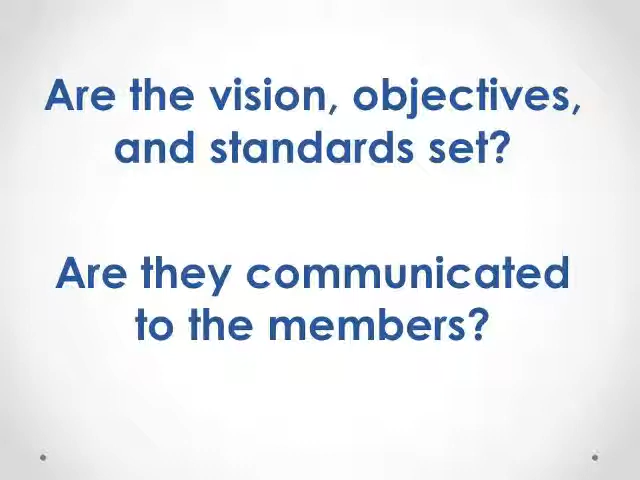 Are the vision, objectives,
and standards set?
Are they communicated
to the members?